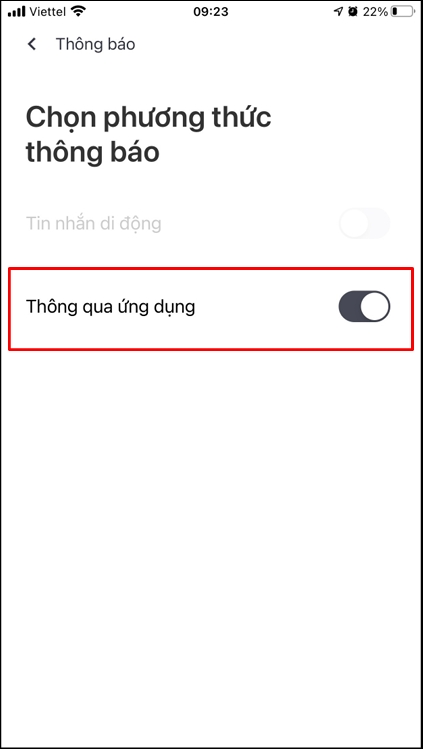 Viettel 09:23 22%
Thông báo
Chọn phương thức
thông báo
Tin nhắn di động
Thông qua ứng dụng